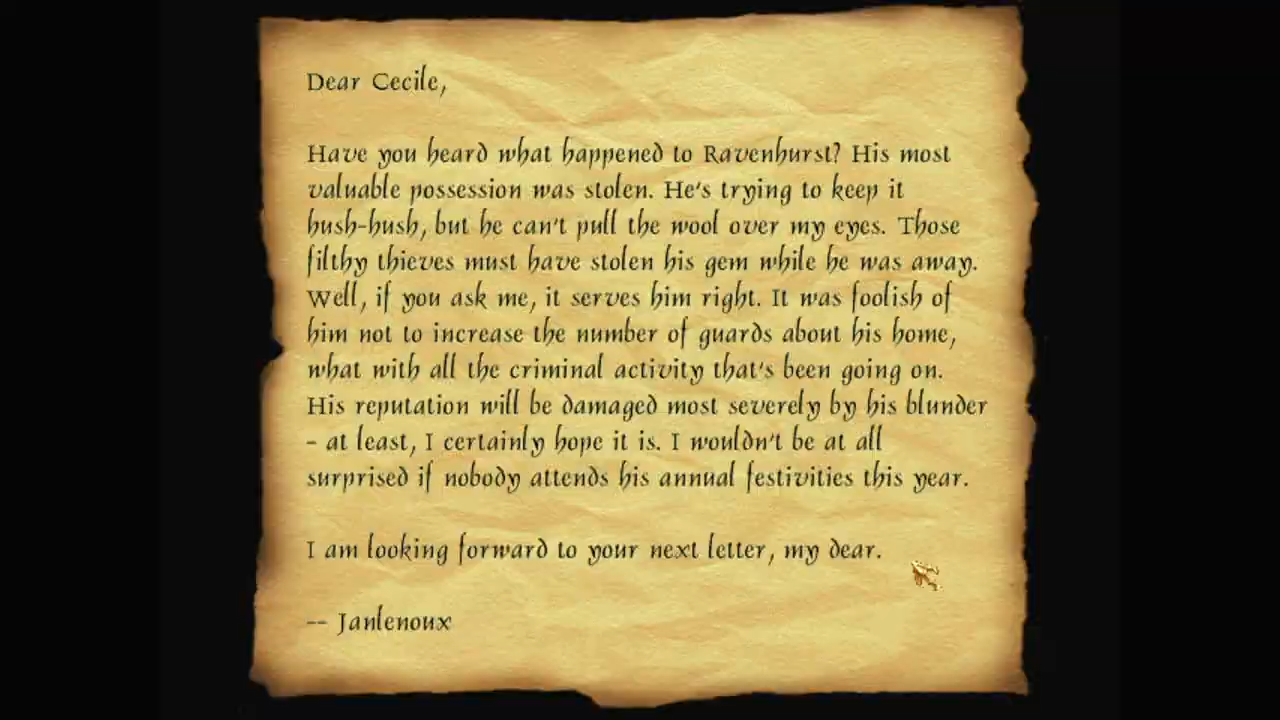 Dear Cecile,
Have you heard what happened to Ravenhurst? His most
valuable possession was stolen. He's trying to keep it
hush-hush, but he can't pull the wool over my eyes. Those
filthy thieves must have stolen his gem while he was away.
Well, if you ask me, it serves him right. It was foolish of
him not to increase the number of guards about his home,
what with all the criminal activity that's been going on.
His reputation will be damaged most severely by his blunder
- at least, I certainly hope it is. I wouldn't be at all
surprised if nobody attends his annual festivities this year.
I am looking forward to your next letter, my dear.
-- Janlenoux